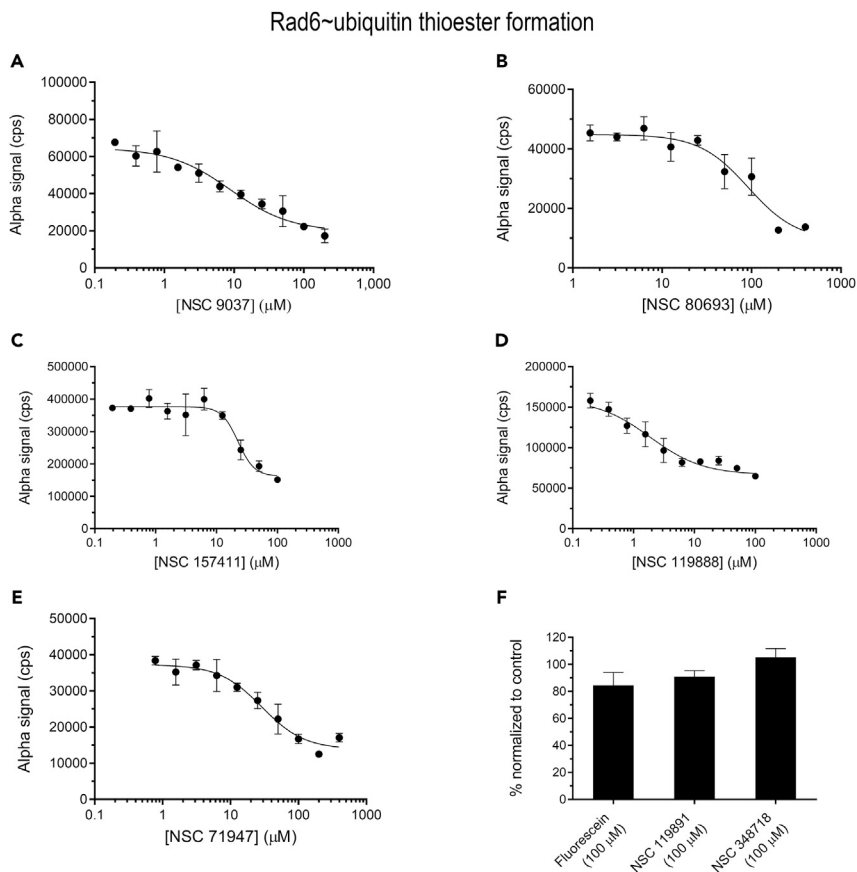 Rad6~ubiquitin thioester formation
A
Alpha signal (cps)
100000
80000
60000
40000
20000
0
0.1
1
10
100
1,000
[NSC 9037] (μM)
B
Alpha signal (cps)
60000
40000
20000
0
1
10
100
1000
[NSC 80693] (μM)
C
Alpha signal (cps)
500000
400000
300000
200000
100000
0
0.1
1
10
100
1000
[NSC 157411] (μM)
D
Alpha signal (cps)
200000
150000
100000
50000
0
0.1
1
10
100
1000
[NSC 119888] (μM)
E
Alpha signal (cps)
50000
40000
30000
20000
10000
0
0.1
1
10
100
1000
[NSC 71947] (μM)
F
% normalized to control
120
100
80
60
40
20
0
Fluorescein
(100 μM)
NSC 119891
(100 μM)
NSC 348718
(100 μM)